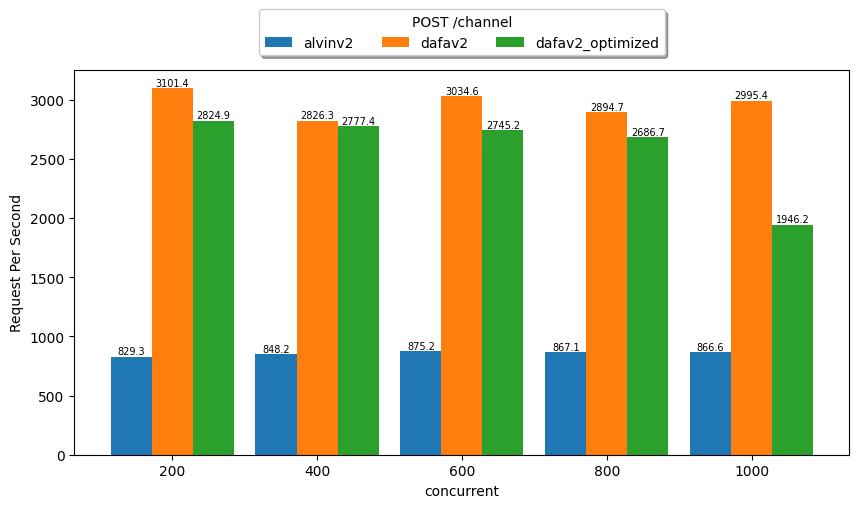 POST /channel
alvinv2 dafav2 dafav2_optimized
Request Per Second
3000
2500
2000
1500
1000
500
0
829.3 3101.4 2824.9
848.2 2826.3 2777.4
875.2 3034.6 2745.2
867.1 2894.7 2686.7
866.6 2995.4 1946.2
200 400 600 800 1000
concurrent